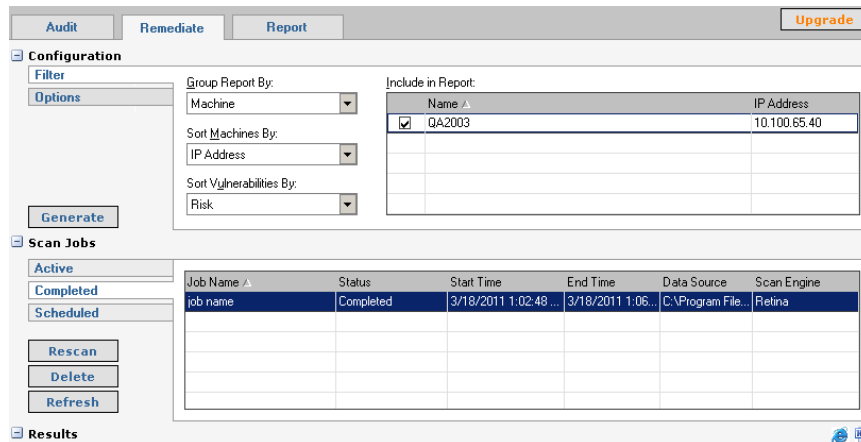 Audit Remediate Report Upgrade
Configuration
Filter
Options
Group Report By:
Machine
Sort Machines By:
IP Address
Sort Vulnerabilities By:
Risk
Include in Report:
Name IP Address
QA2003 10.100.65.40
Generate
Scan Jobs
Active
Completed
Scheduled
Job Name Status Start Time End Time Data Source Scan Engine
job name Completed 3/18/2011 1:02:48 ... 3/18/2011 1:06... C:\Program File... Retina
Rescan
Delete
Refresh
Results